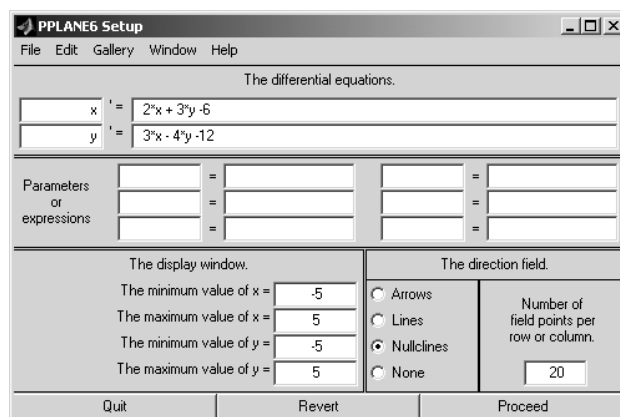 PPLANE6 Setup
File Edit Gallery Window Help
The differential equations.
x ' = 2*x + 3*y -6
y ' = 3*x - 4*y -12
Parameters
or
expressions
= =
= =
= =
The display window.
The minimum value of x = -5
The maximum value of x = 5
The minimum value of y = -5
The maximum value of y = 5
The direction field.
Arrows
Lines
Nullclines
None
Number of
field points per
row or column.
20
Quit Revert Proceed